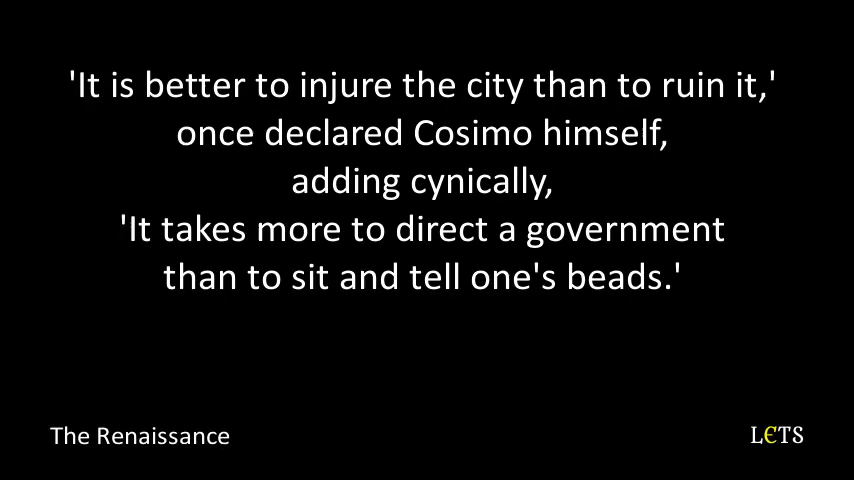 'It is better to injure the city than to ruin it,'
once declared Cosimo himself,
adding cynically,
'It takes more to direct a government
than to sit and tell one's beads.'
The Renaissance
LЄTS